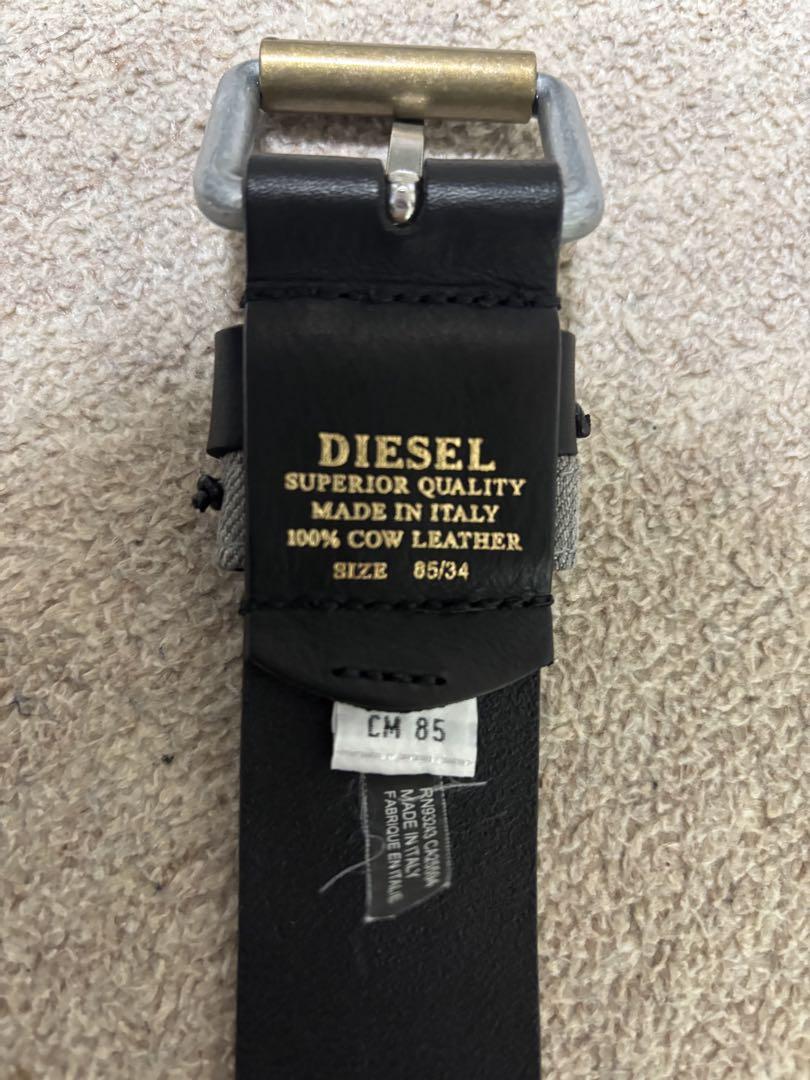 DIESEL
SUPERIOR QUALITY
MADE IN ITALY
100% COW LEATHER
SIZE 85/34
CM 85
RN93243
MADE IN ITALY
FABRIQUE EN ITALIE